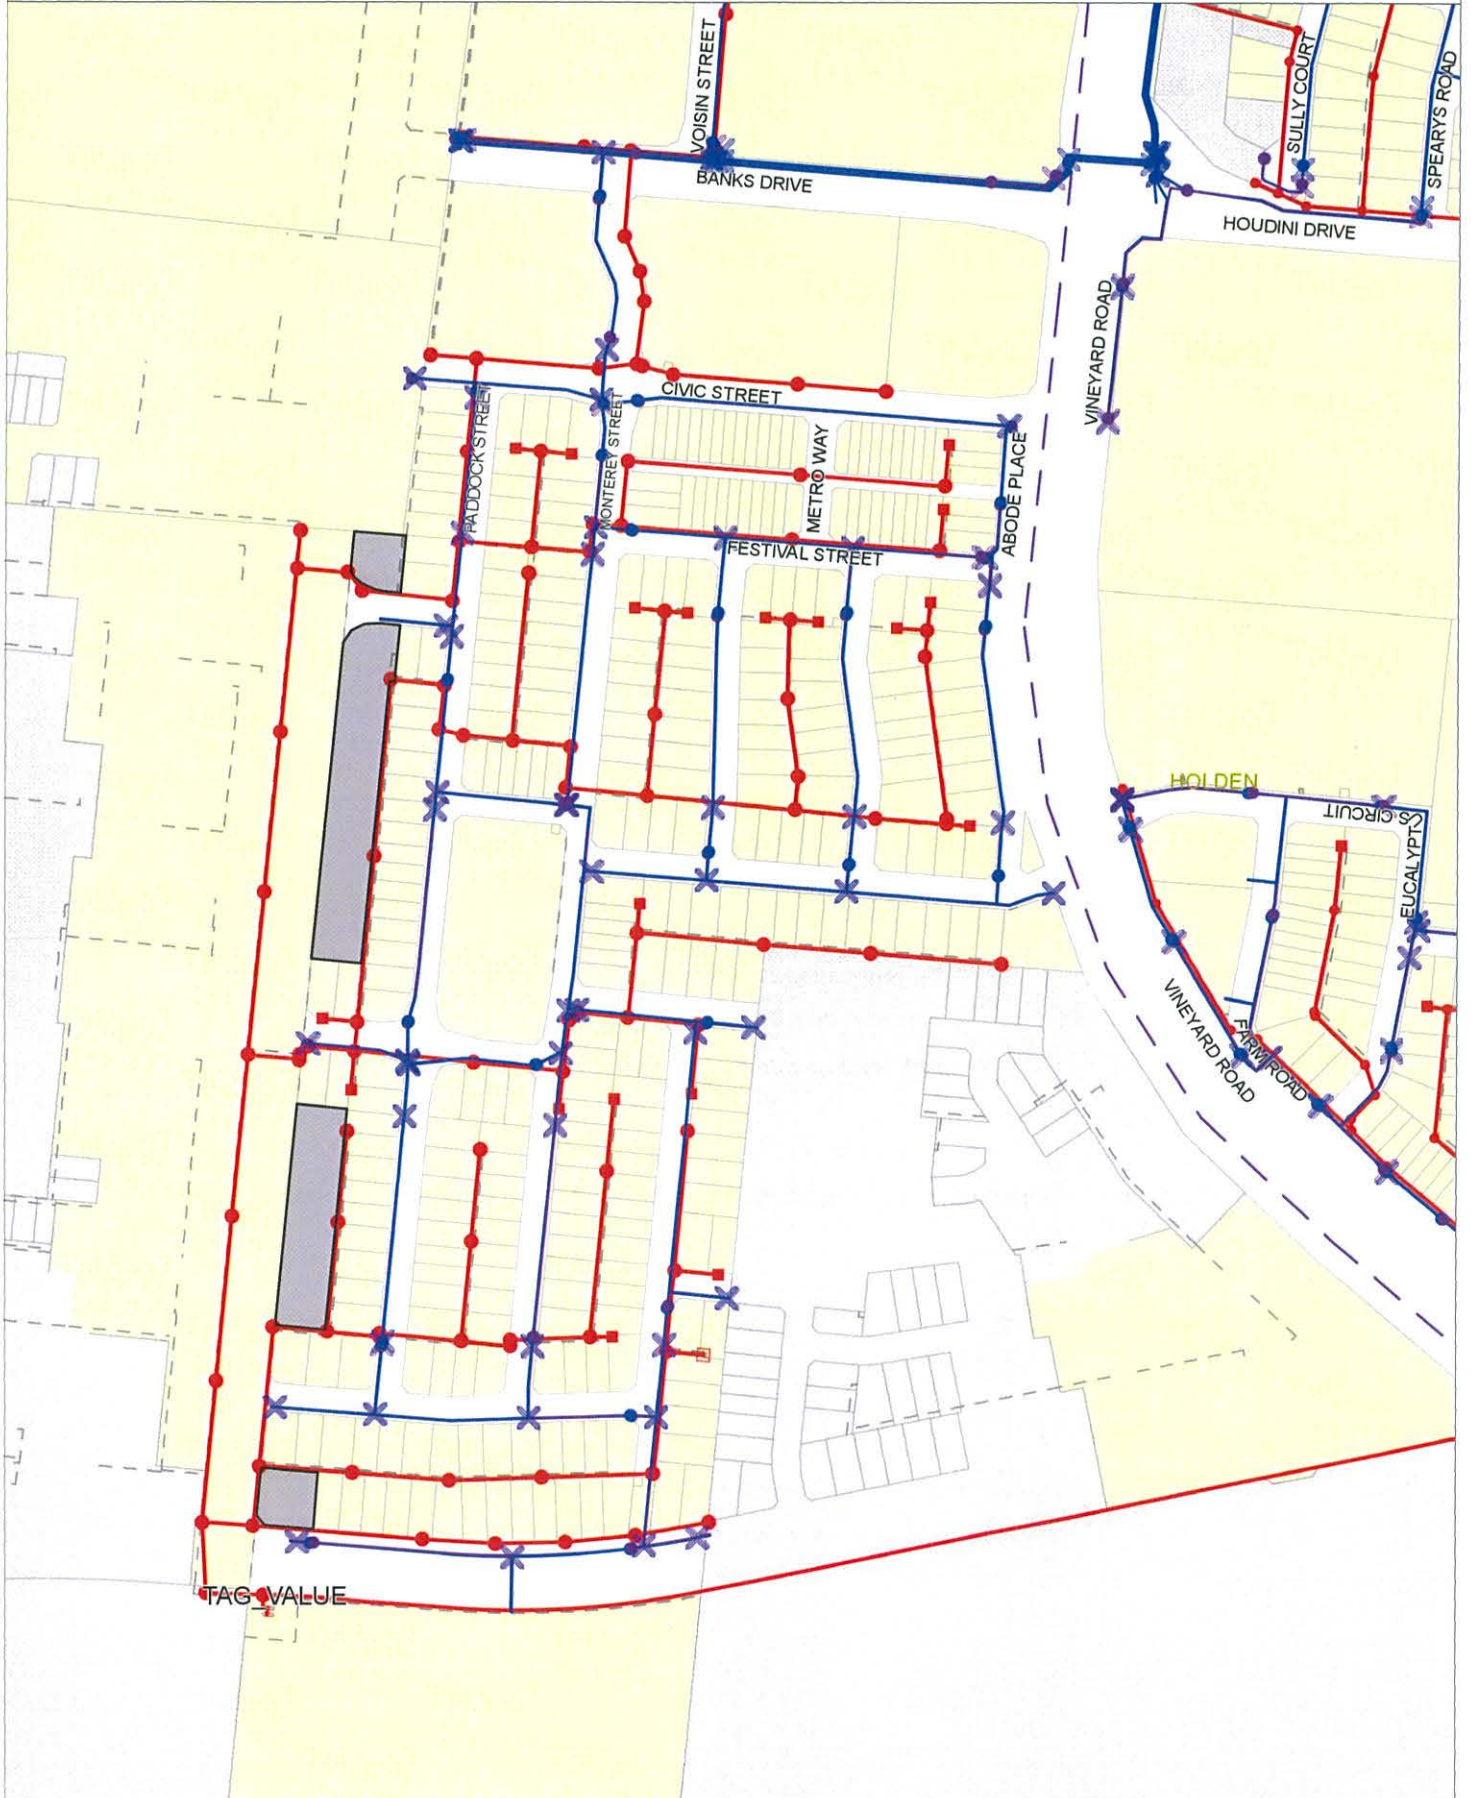 VOISIN STREET
SULLY COURT
SPEARYS ROAD
BANKS DRIVE
HOUDINI DRIVE
VINEYARD ROAD
CIVIC STREET
PADDOCK STREET
MONTEREY STREET
METRO WAY
ABODE PLACE
FESTIVAL STREET
HOLDEN
EUCALYPTUS CIRCUIT
VINEYARD ROAD
FARM ROAD
TAG_VALUE